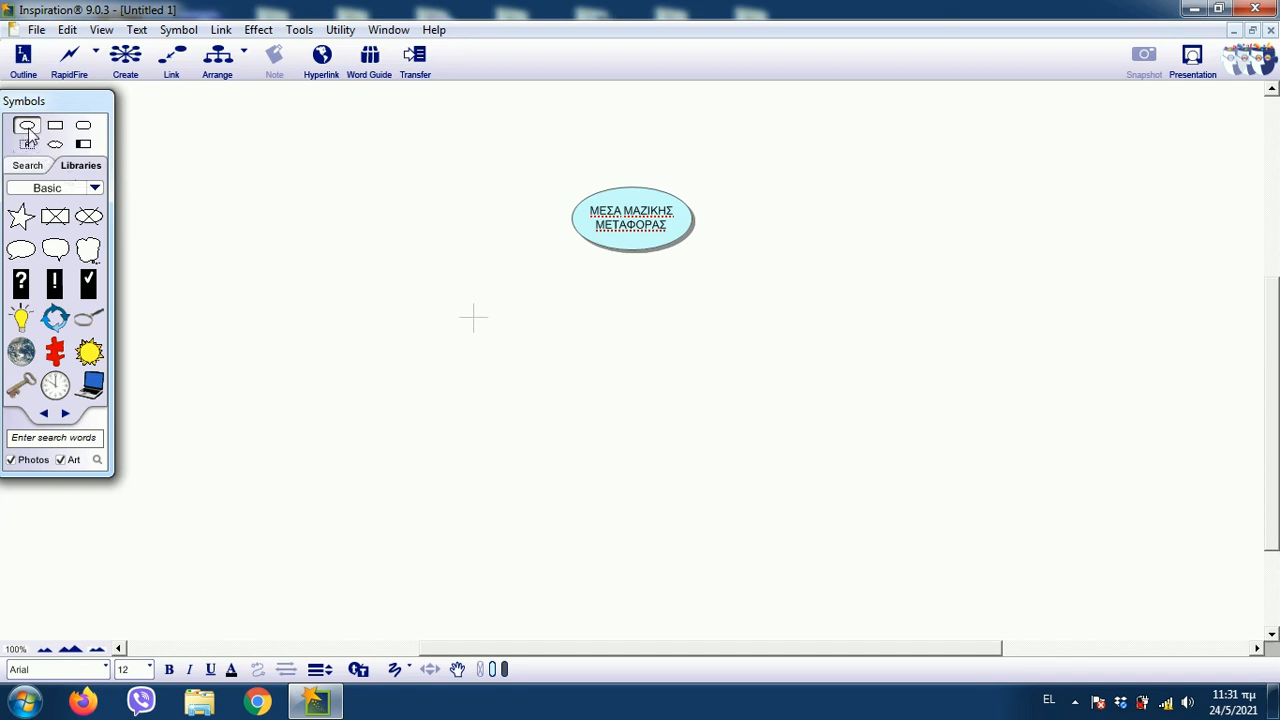 Inspiration® 9.0.3 - [Untitled 1]
File Edit View Text Symbol Link Effect Tools Utility Window Help
Outline RapidFire Create Link Arrange Note Hyperlink Word Guide Transfer Snapshot Presentation
Symbols
Search Libraries
Basic
ΜΕΣΑ ΜΑΖΙΚΗΣ
ΜΕΤΑΦΟΡΑΣ
? !
Enter search words
Photos Art
100%
Arial 12 B I U A
EL 11:31 πμ
24/5/2021